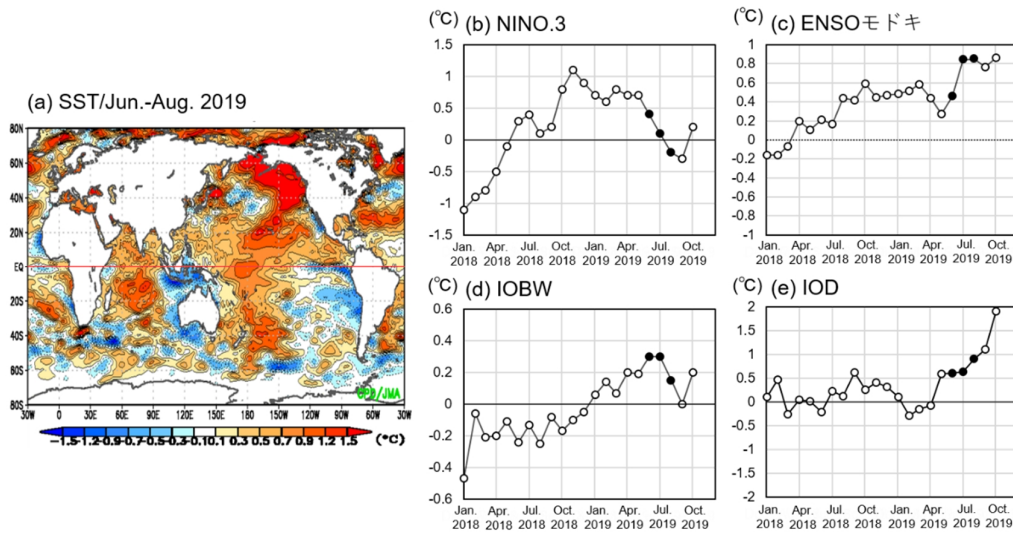 (a) SST/Jun.-Aug. 2019
80N
60N
40N
20N
EQ
20S
40S
60S
80S
30W 0 30E 60E 90E 120E 150E 180 150W 120W 90W 60W 30W
CPD/JMA
-1.5-1.2-0.9-0.7-0.5-0.3-0.10.1 0.3 0.5 0.7 0.9 1.2 1.5 (°C)
(℃) (b) NINO.3
1.5
1
0.5
0
-0.5
-1
-1.5
Jan. Apr. Jul. Oct. Jan. Apr. Jul. Oct.
2018 2018 2018 2018 2019 2019 2019 2019
(℃) (c) ENSOモドキ
1
0.8
0.6
0.4
0.2
0
-0.2
-0.4
-0.6
-0.8
-1
Jan. Apr. Jul. Oct. Jan. Apr. Jul. Oct.
2018 2018 2018 2018 2019 2019 2019 2019
(℃) (d) IOBW
0.6
0.4
0.2
0
-0.2
-0.4
-0.6
Jan. Apr. Jul. Oct. Jan. Apr. Jul. Oct.
2018 2018 2018 2018 2019 2019 2019 2019
(℃) (e) IOD
2
1.5
1
0.5
0
-0.5
-1
-1.5
-2
Jan. Apr. Jul. Oct. Jan. Apr. Jul. Oct.
2018 2018 2018 2018 2019 2019 2019 2019